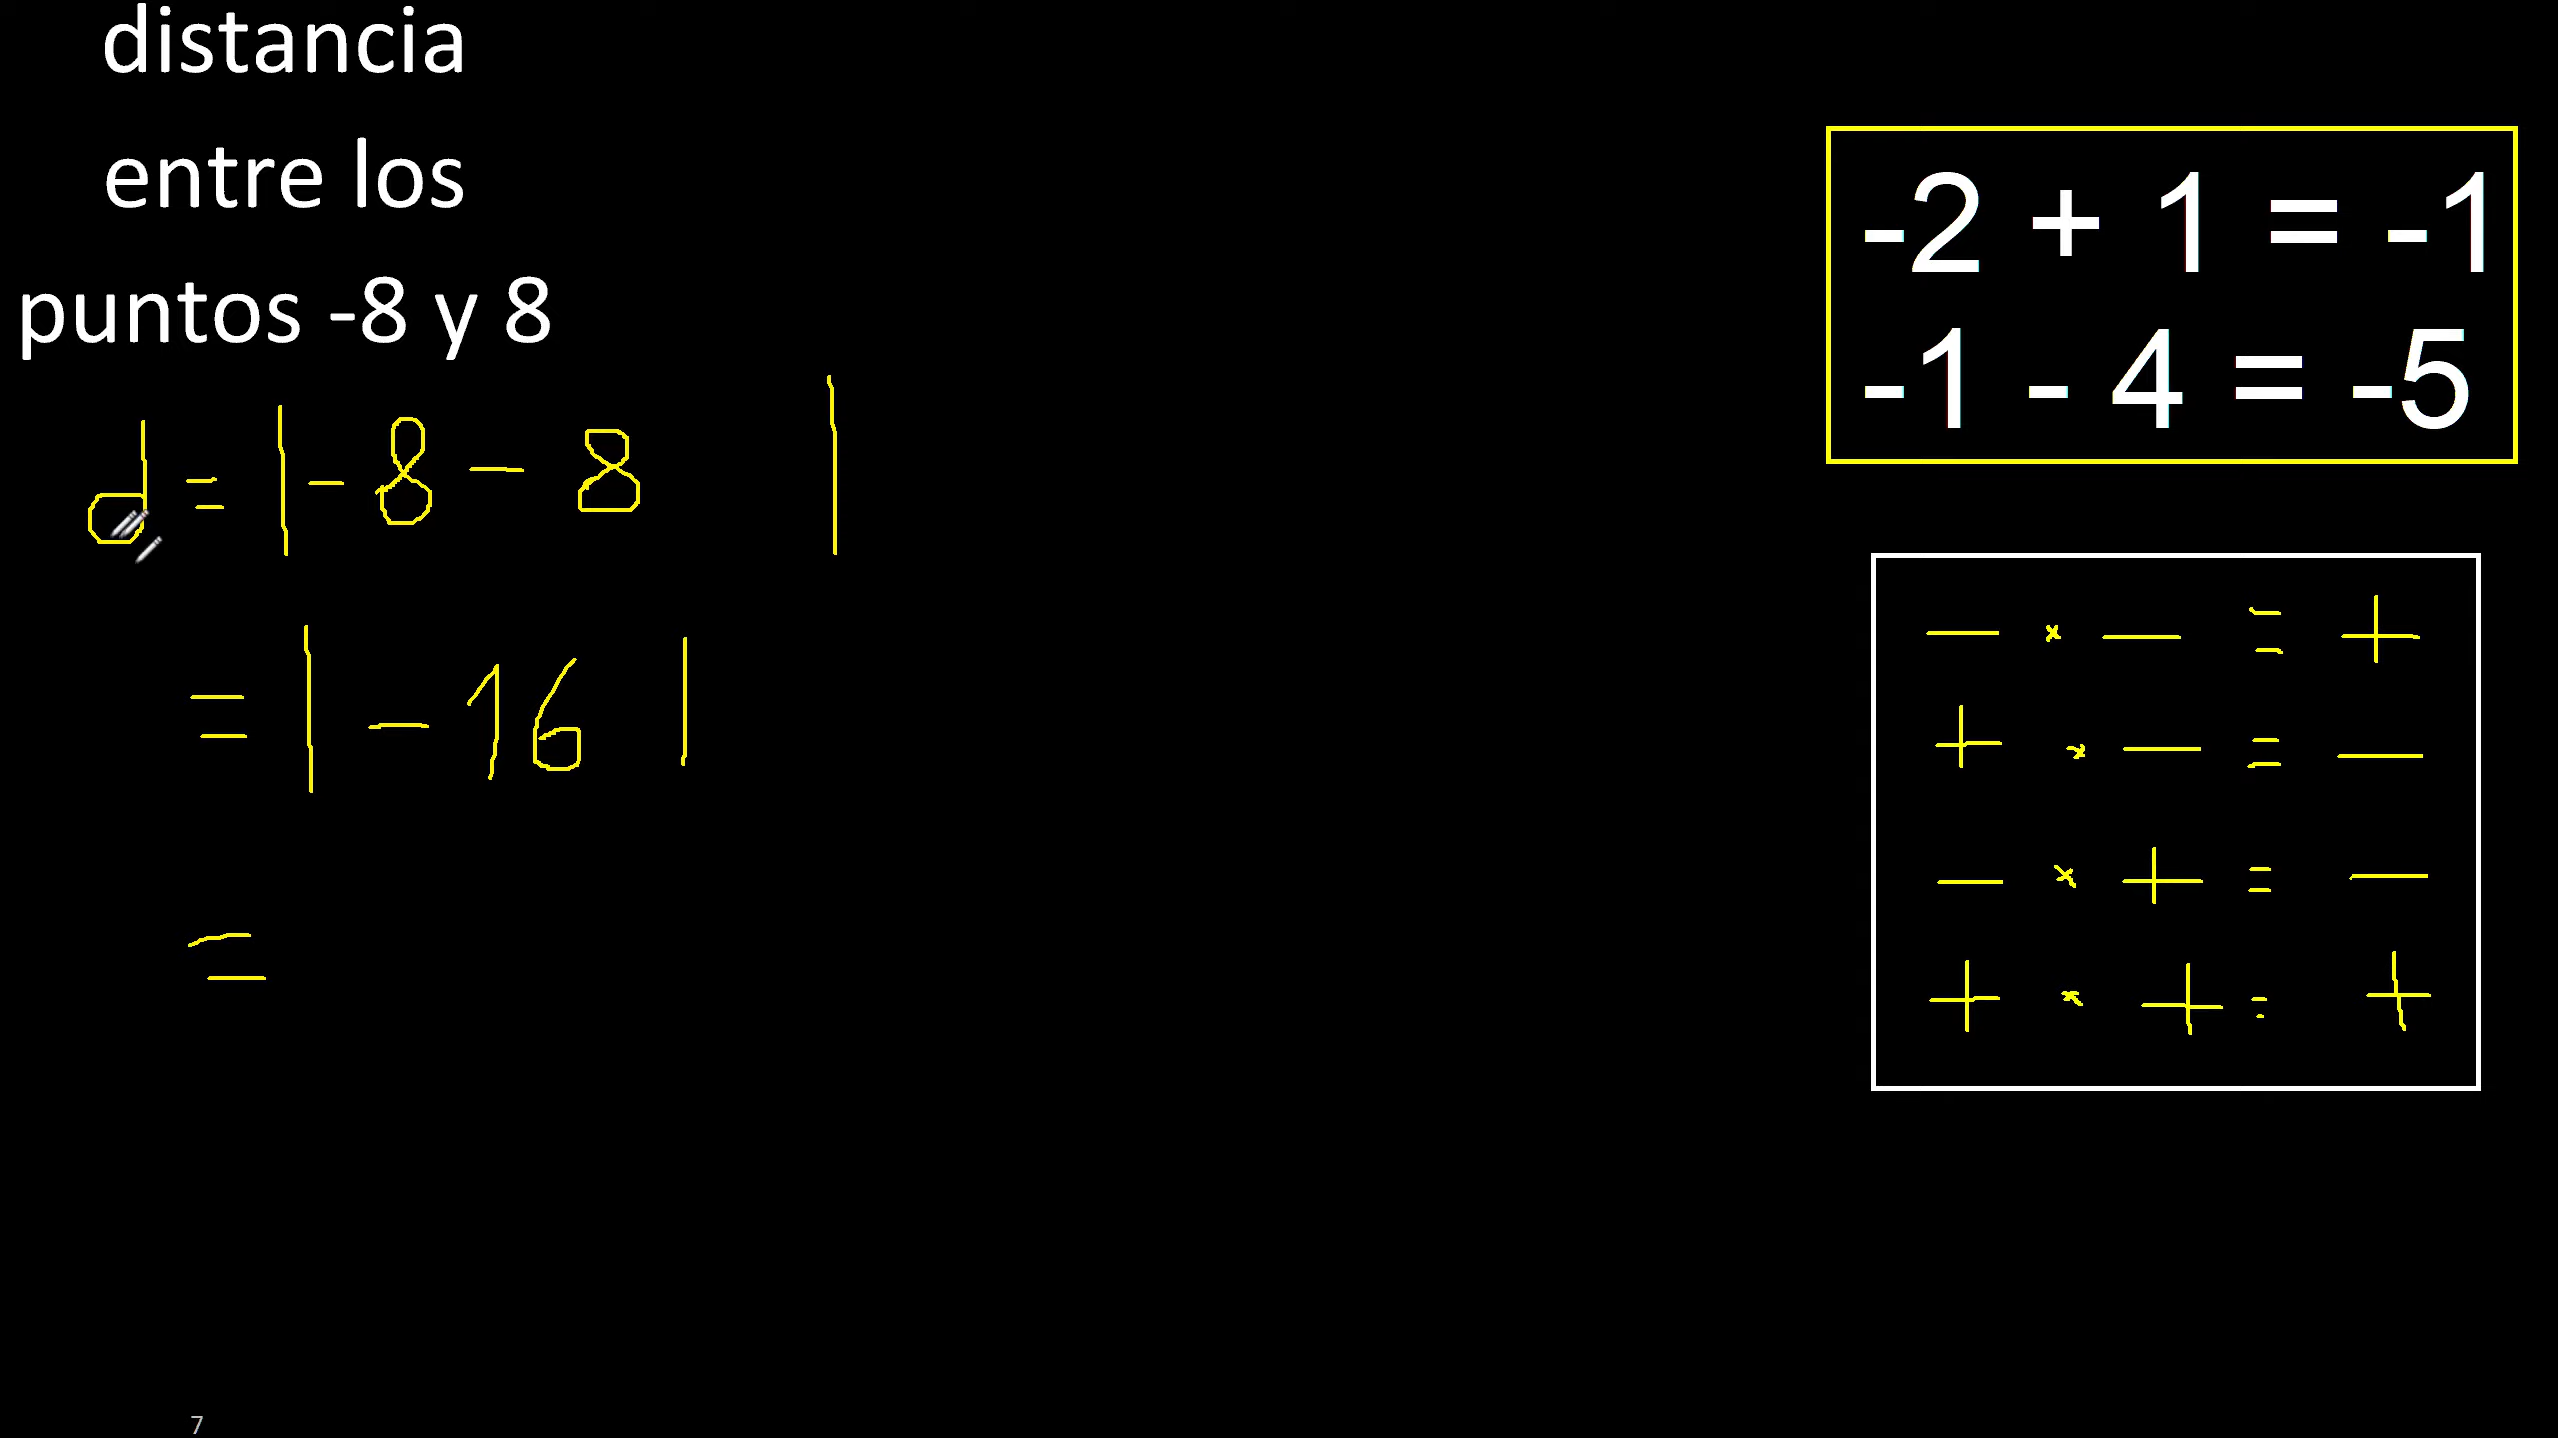 distancia
entre los
puntos -8 y 8
d = |-8 - 8 |
= | - 16 |
=
-2 + 1 = -1
-1 - 4 = -5
- × - = +
+ × - = -
- × + = -
+ × + = +
7